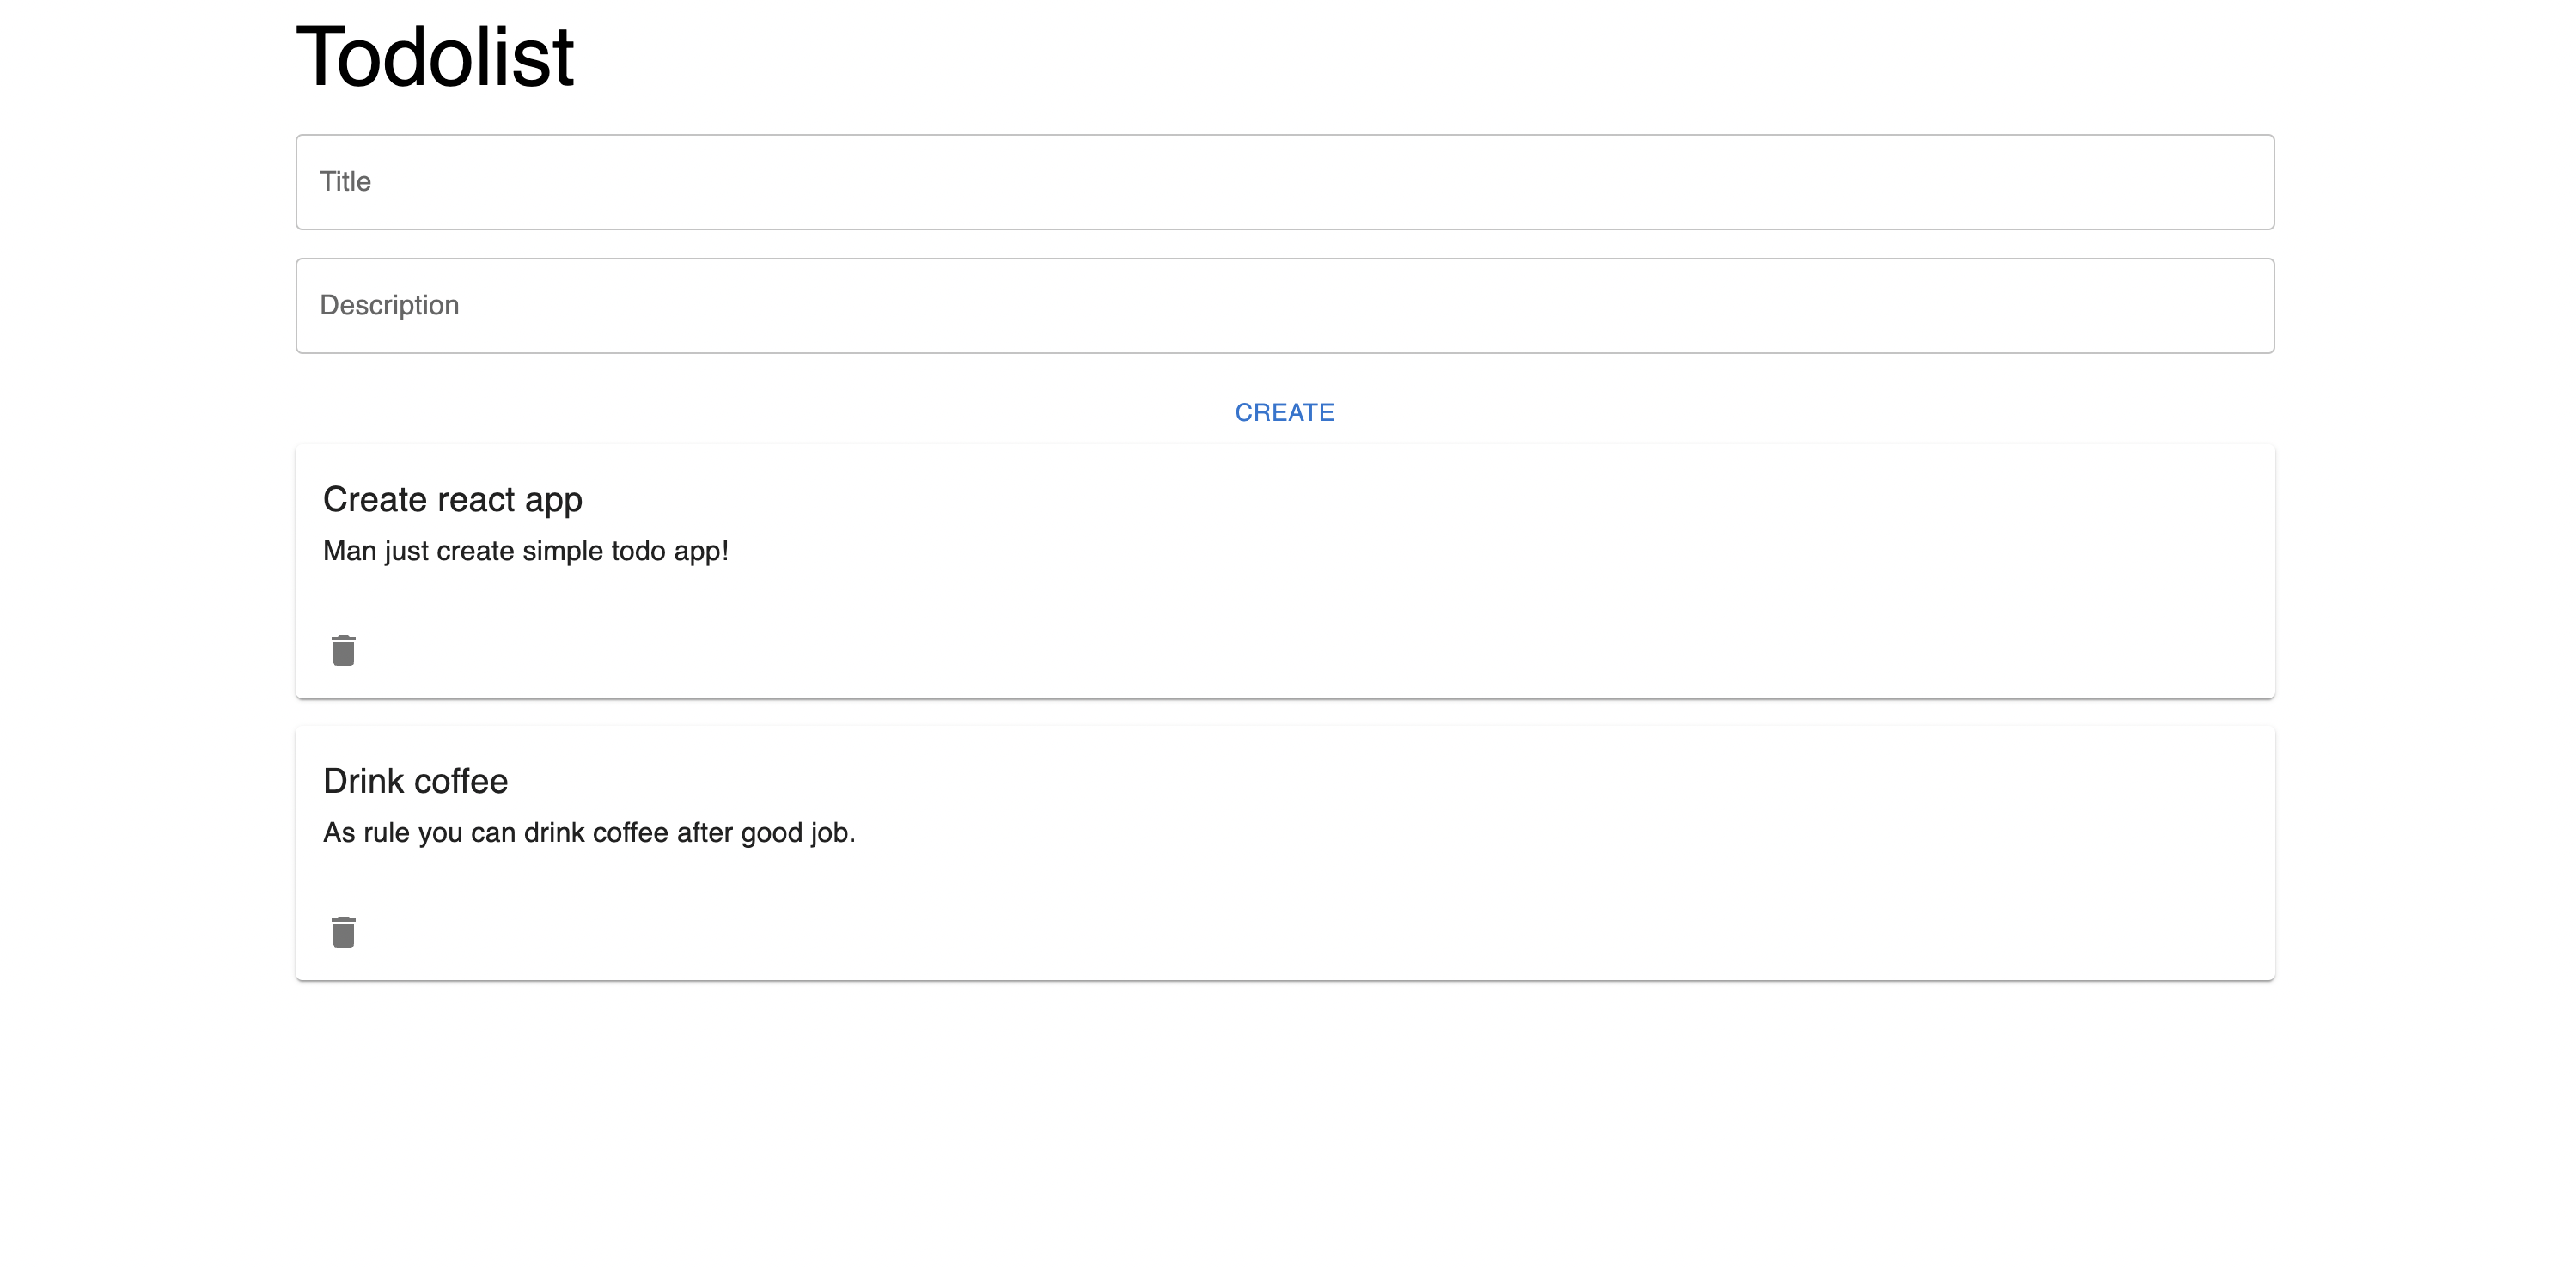 Todolist
Title
Description
CREATE
Create react app
Man just create simple todo app!
Drink coffee
As rule you can drink coffee after good job.